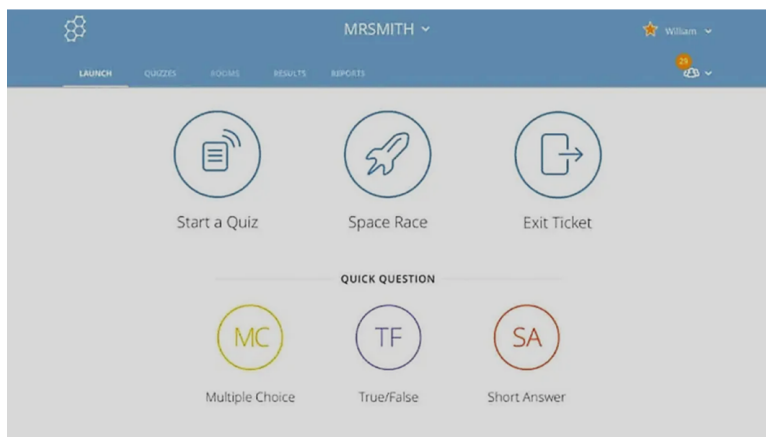 MRSMITH
William
LAUNCH QUIZZES ROOMS RESULTS REPORTS
28
Start a Quiz Space Race Exit Ticket
QUICK QUESTION
MC TF SA
Multiple Choice True/False Short Answer